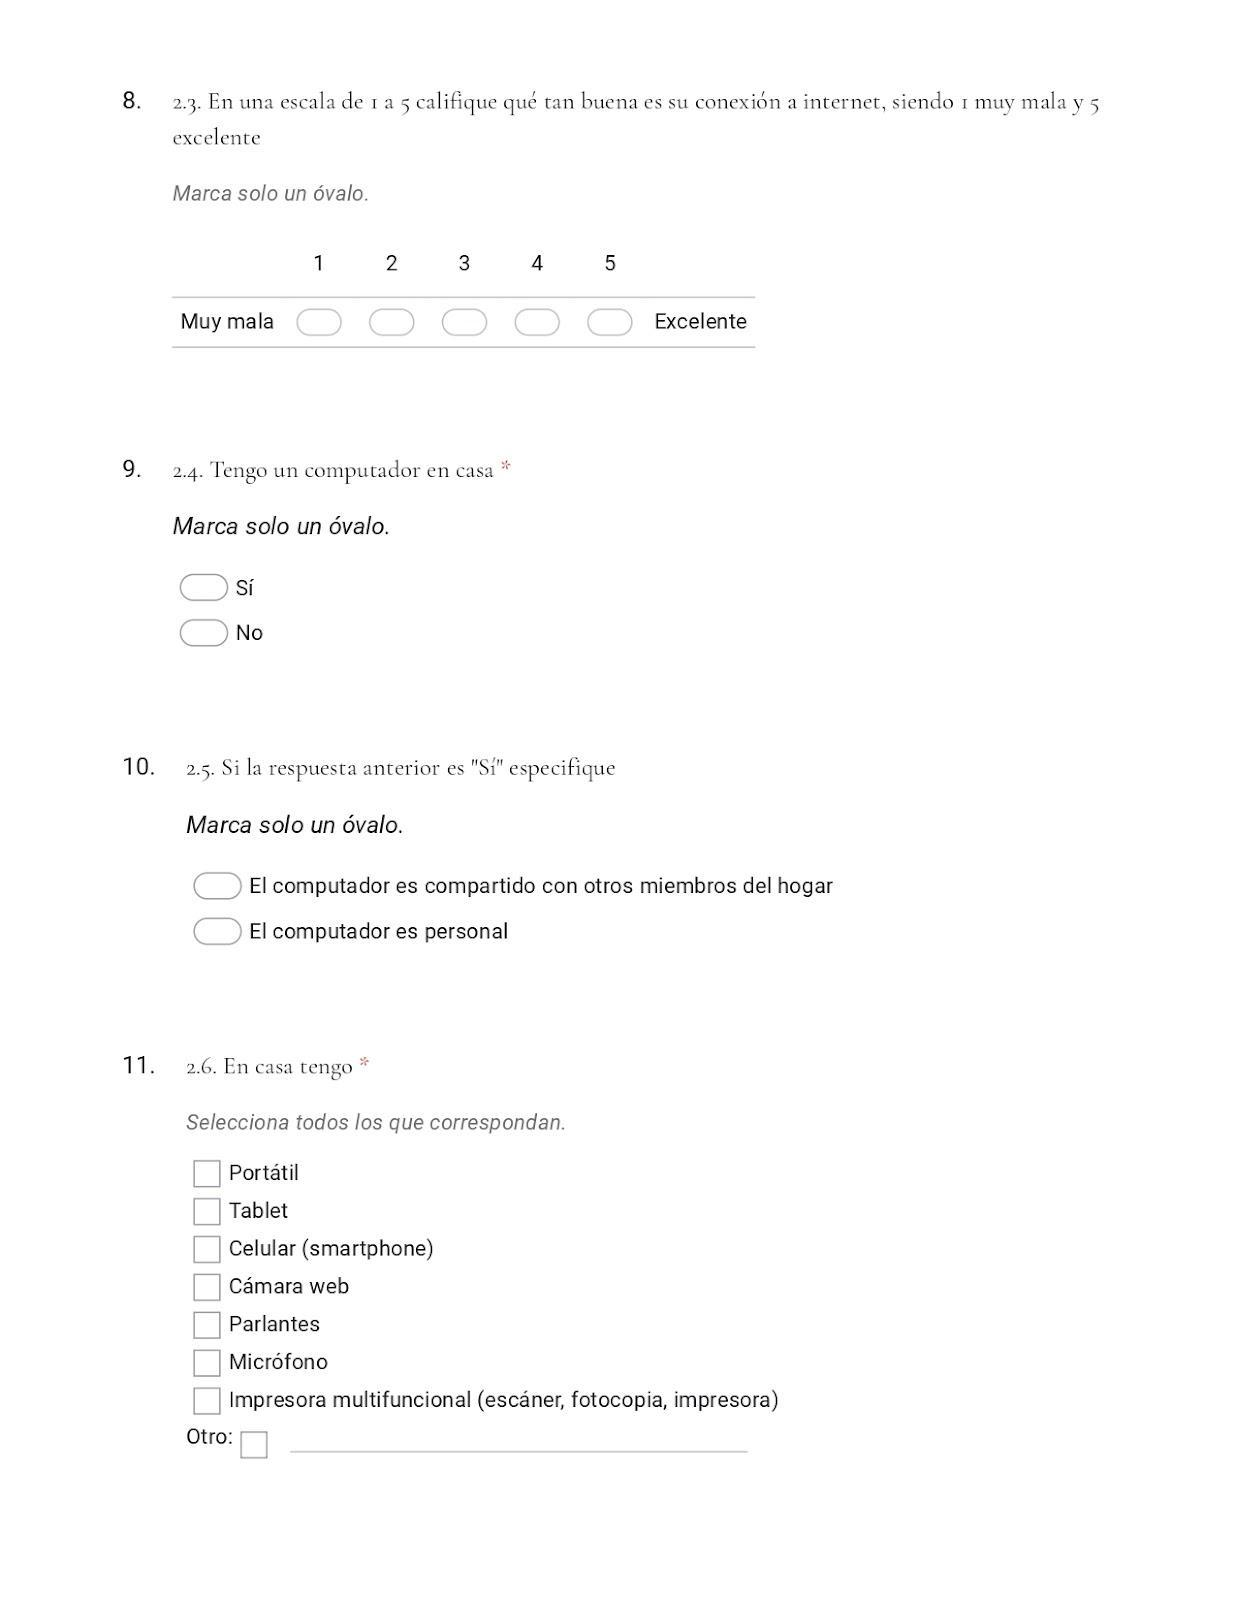 8. 2.3. En una escala de 1 a 5 califique qué tan buena es su conexión a internet, siendo 1 muy mala y 5
excelente
Marca solo un óvalo.
1 2 3 4 5
Muy mala Excelente
9. 2.4. Tengo un computador en casa *
Marca solo un óvalo.
Sí
No
10. 2.5. Si la respuesta anterior es "Sí" especifique
Marca solo un óvalo.
El computador es compartido con otros miembros del hogar
El computador es personal
11. 2.6. En casa tengo *
Selecciona todos los que correspondan.
Portátil
Tablet
Celular (smartphone)
Cámara web
Parlantes
Micrófono
Impresora multifuncional (escáner, fotocopia, impresora)
Otro: